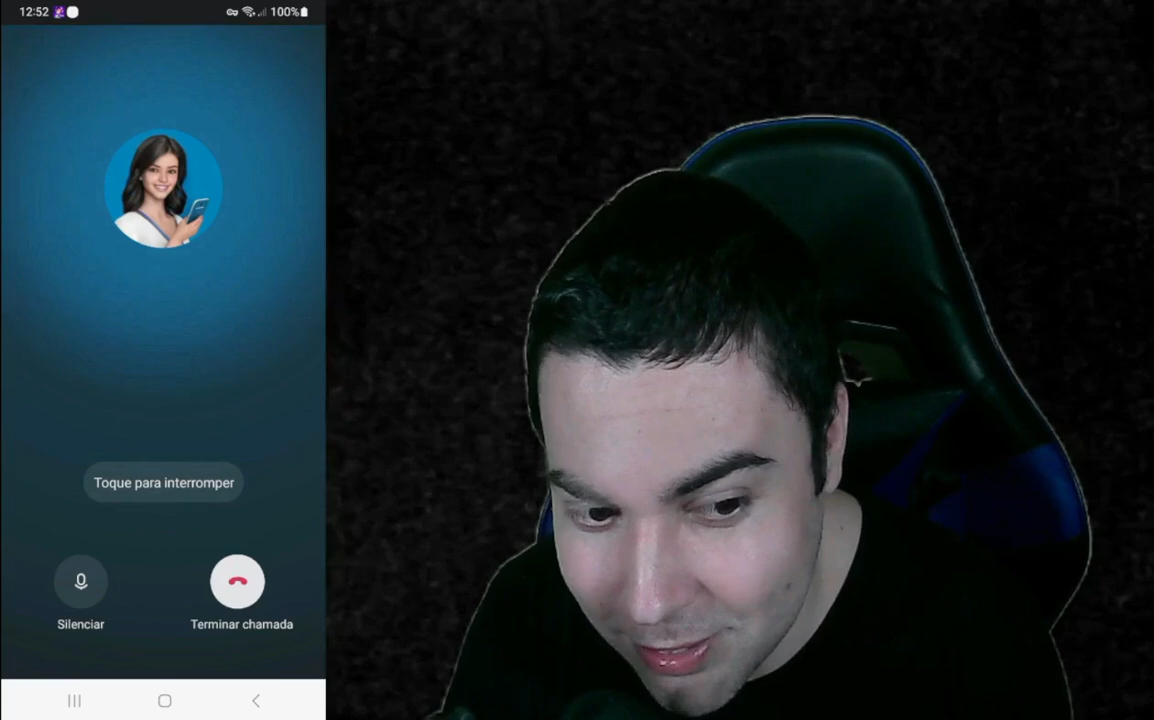 12:52
100%
Toque para interromper
Silenciar
Terminar chamada